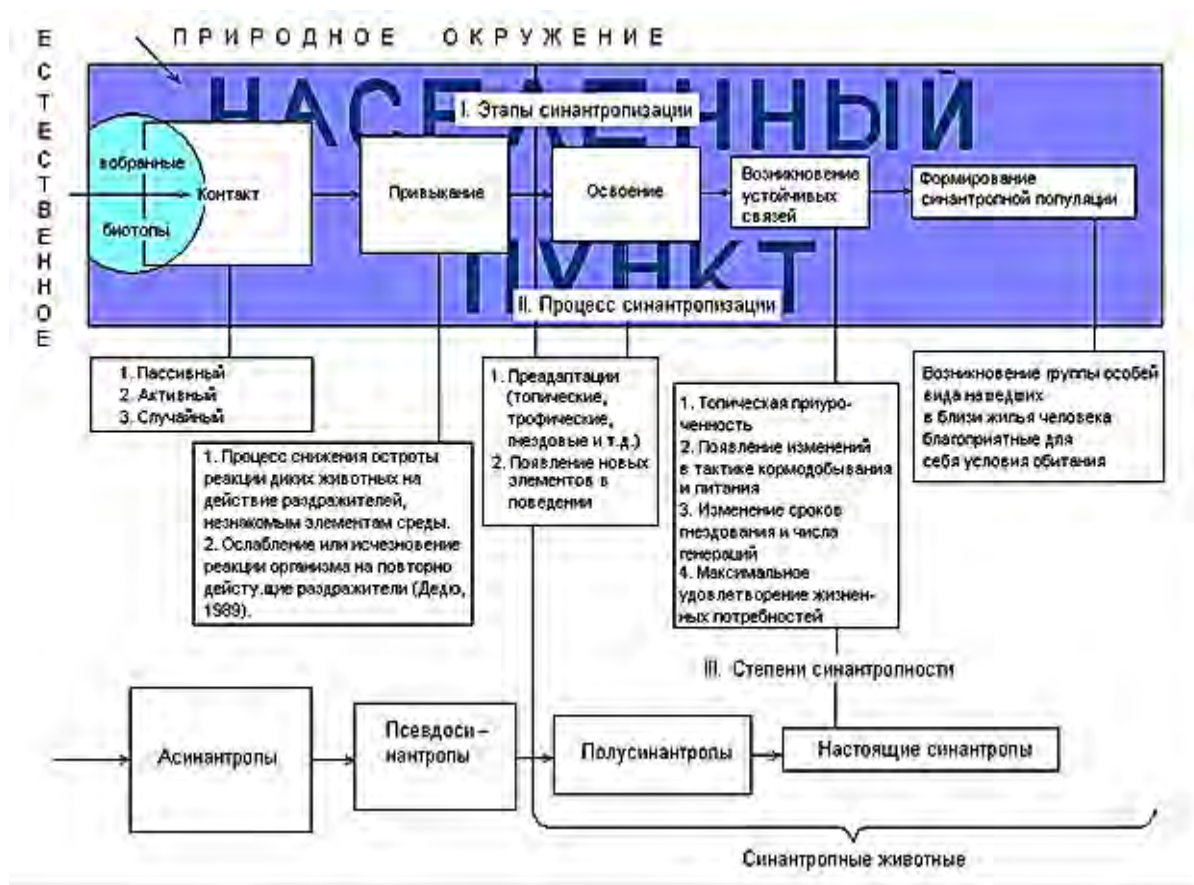 ЕСТЕСТВЕННОЕ
ПРИРОДНОЕ ОКРУЖЕНИЕ
НАСЕЛЕННЫЙ
I. Этапы синантропизации
вобранные
биотопы
Контакт
Привыкание
Освоение
Возникновение
устойчивых
связей
Формирование
синантропной популяции
ПУНКТ
II. Процесс синантропизации
1. Пассивный
2. Активный
3. Случайный
1. Процесс снижения остроты
реакции диких животных на
действие раздражителей,
незнакомым элементам среды.
2. Ослабление или исчезновение
реакции организма на повторно
дейсту.щие раздражители (Дедю,
1989).
1. Преадаптации
(топические,
трофические,
гнездовые и т.д.)
2. Появление новых
элементов в
поведении
1. Топическая приуро-
ченность
2. Появление изменений
в тактике кормодобывания
и питания
3. Изменение сроков
гнездования и числа
генераций
4. Максимальное
удовлетворение жизнен-
ных потребностей
Возникновение группы особей
вида нашедших
в близи жилья человека
благоприятные для
себя условия обитания
III. Степени синантропности
Асинантропы
Псевдоси-
нантропы
Полусинантропы
Настоящие синантропы
Синантропные животные